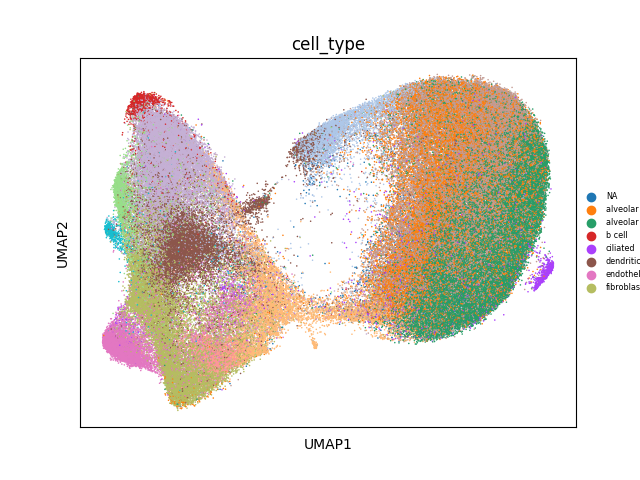 cell_type
UMAP2
NA
alveolar
alveolar
b cell
ciliated
dendritic
endothel
fibroblas
UMAP1